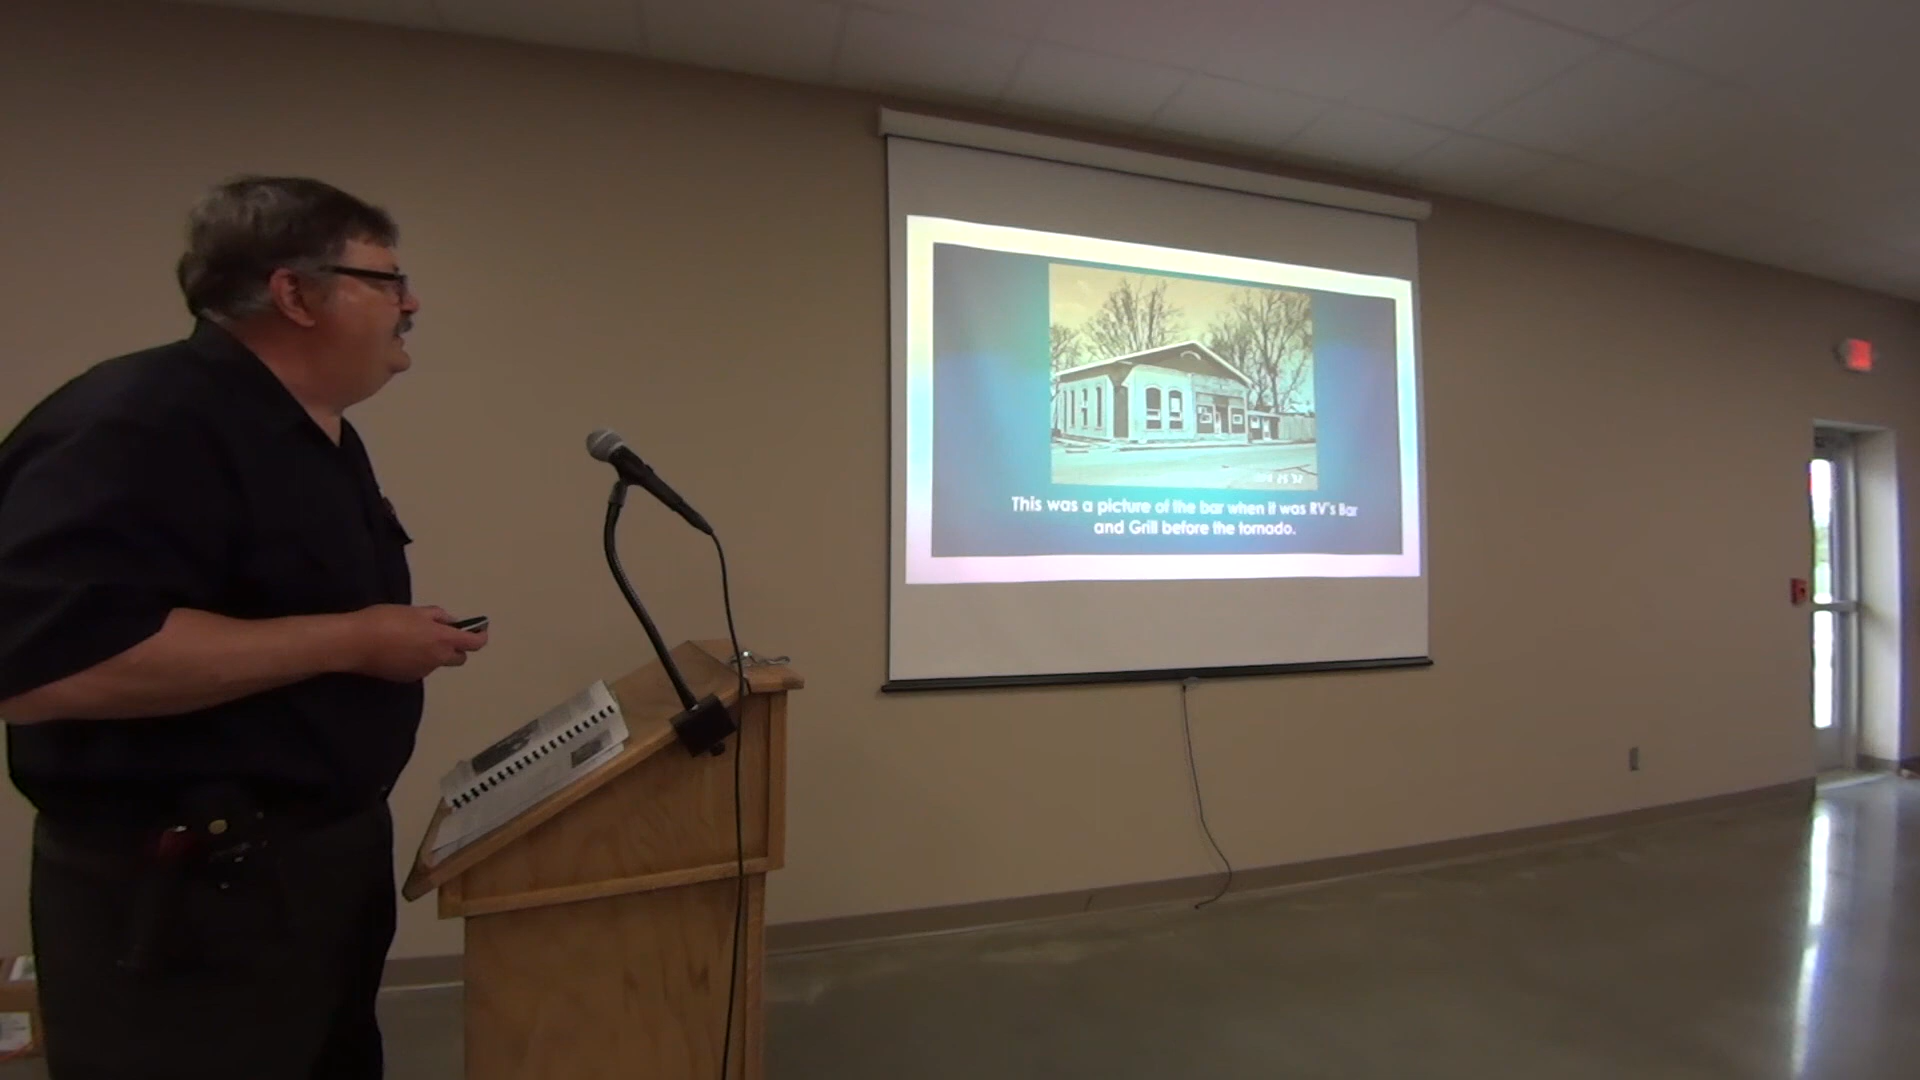 This was a picture of the bar when it was RV's Bar
and Grill before the tornado.